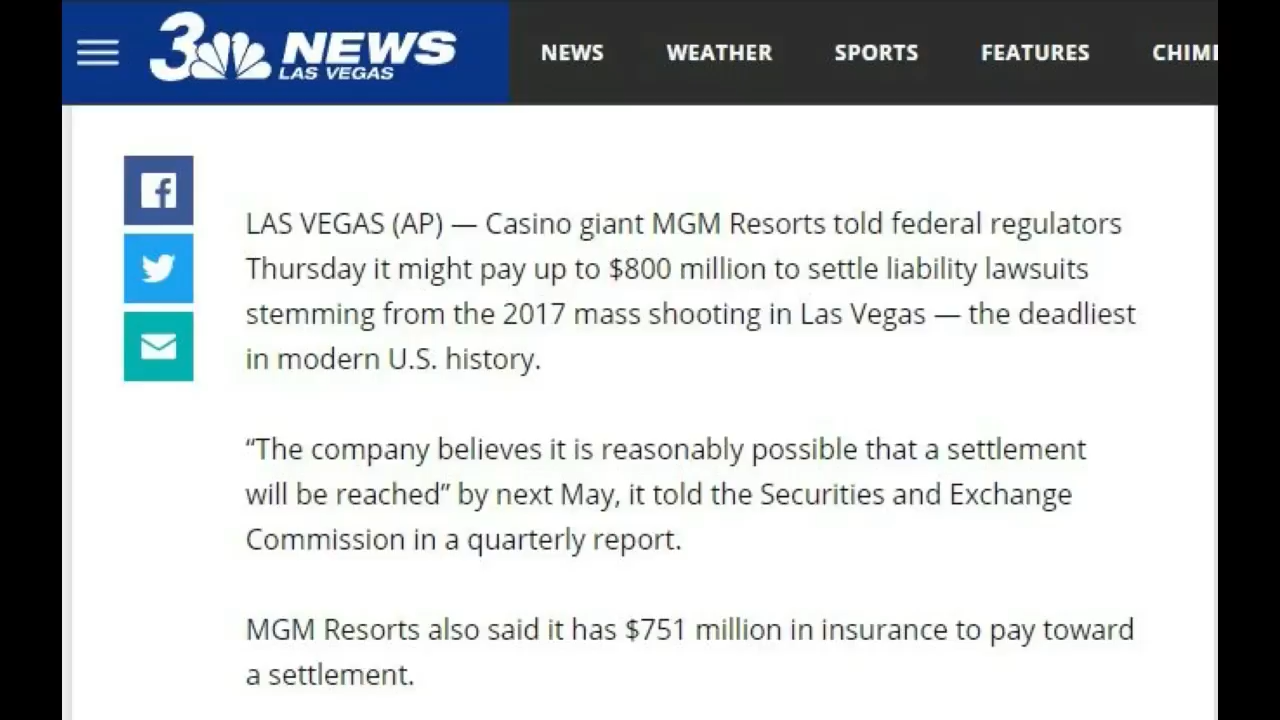 3 NEWS
LAS VEGAS
NEWS WEATHER SPORTS FEATURES CHIM
LAS VEGAS (AP) — Casino giant MGM Resorts told federal regulators
Thursday it might pay up to $800 million to settle liability lawsuits
stemming from the 2017 mass shooting in Las Vegas — the deadliest
in modern U.S. history.
“The company believes it is reasonably possible that a settlement
will be reached” by next May, it told the Securities and Exchange
Commission in a quarterly report.
MGM Resorts also said it has $751 million in insurance to pay toward
a settlement.